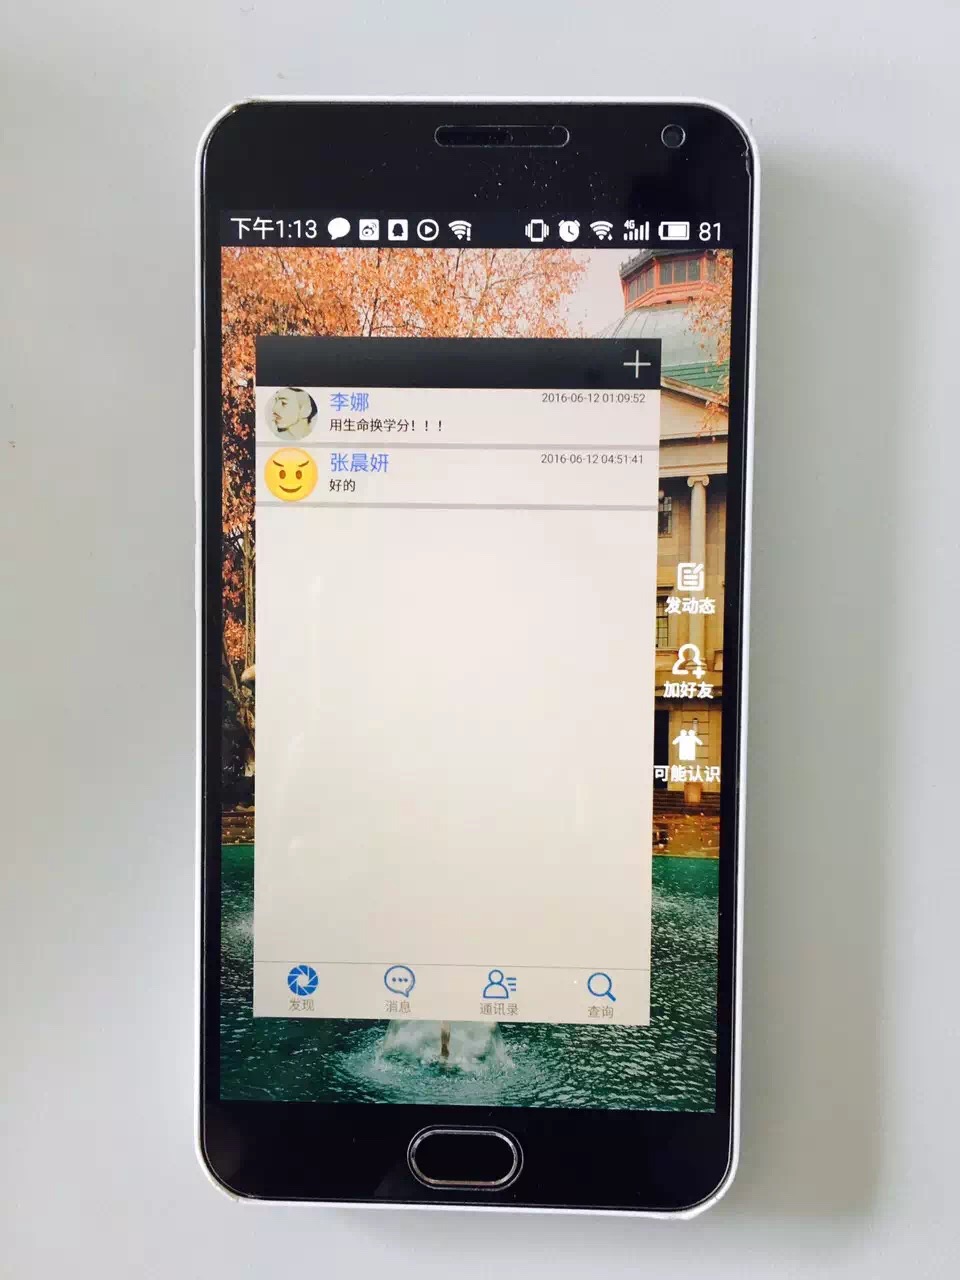 下午1:13 4G 81
李娜 2016-06-12 01:09:52
用生命换学分！！！
张晨妍 2016-06-12 04:51:41
好的
发动态
加好友
可能认识
发现 消息 通讯录 查询